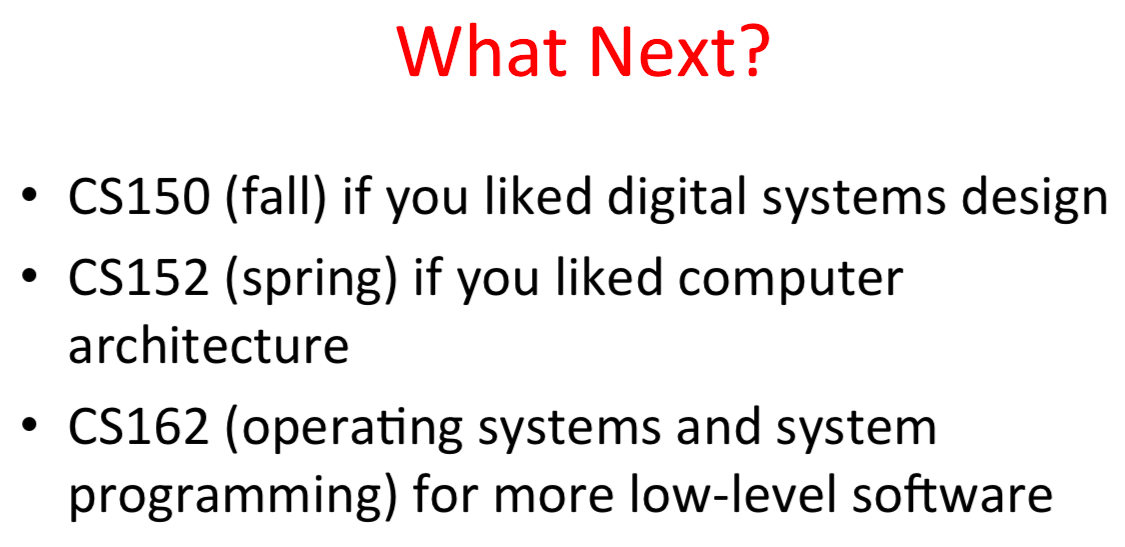 What Next?
• CS150 (fall) if you liked digital systems design
• CS152 (spring) if you liked computer
architecture
• CS162 (operating systems and system
programming) for more low-level software